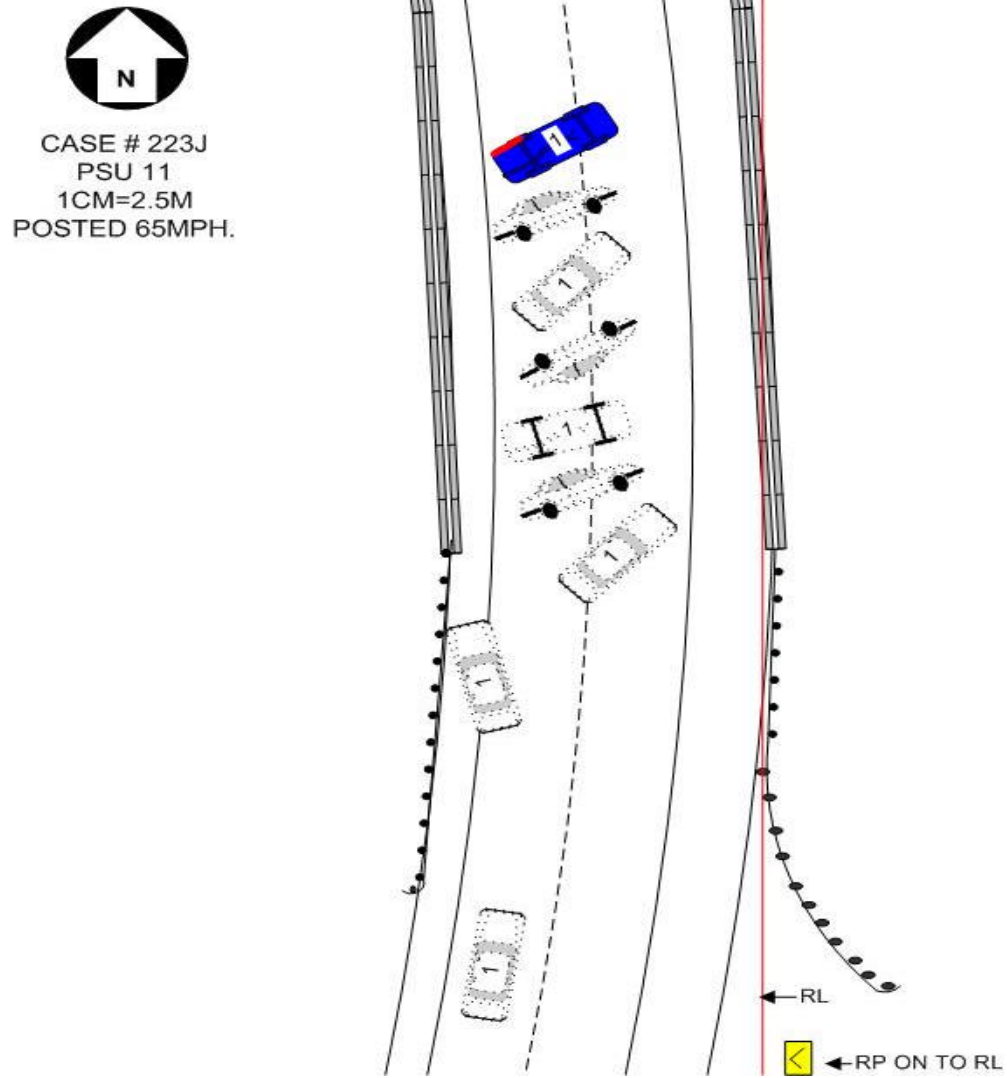 N
CASE # 223J
PSU 11
1CM=2.5M
POSTED 65MPH.
1
1
1
1
1
1
RL
RP ON TO RL